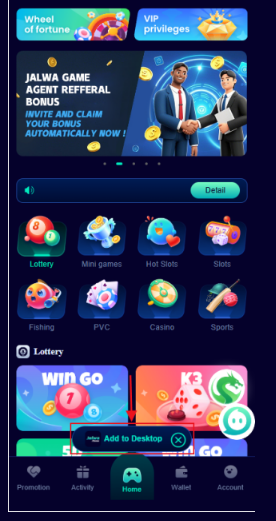 Wheel
of fortune
VIP
privileges
JALWA GAME
AGENT REFFERAL
BONUS
INVITE AND CLAIM
YOUR BONUS
AUTOMATICALLY NOW !
Detail
Lottery
Mini games
Hot Slots
Slots
Fishing
PVC
Casino
Sports
Lottery
WIN GO
K3
Jalwa Add to Desktop
5
GO
Promotion
Activity
Home
Wallet
Account